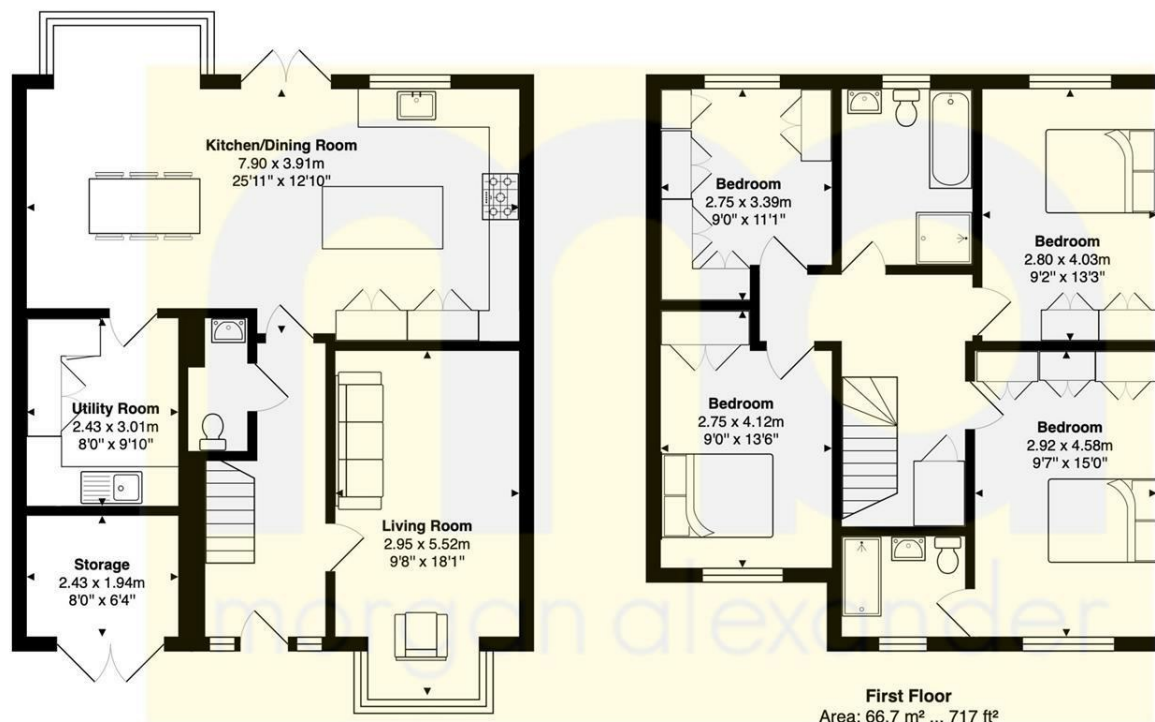 Kitchen/Dining Room
7.90 x 3.91m
25'11" x 12'10"
Utility Room
2.43 x 3.01m
8'0" x 9'10"
Storage
2.43 x 1.94m
8'0" x 6'4"
Living Room
2.95 x 5.52m
9'8" x 18'1"
Bedroom
2.75 x 3.39m
9'0" x 11'1"
Bedroom
2.80 x 4.03m
9'2" x 13'3"
Bedroom
2.75 x 4.12m
9'0" x 13'6"
Bedroom
2.92 x 4.58m
9'7" x 15'0"
ma
morgan alexander
First Floor
Area: 66.7 m² ... 717 ft²